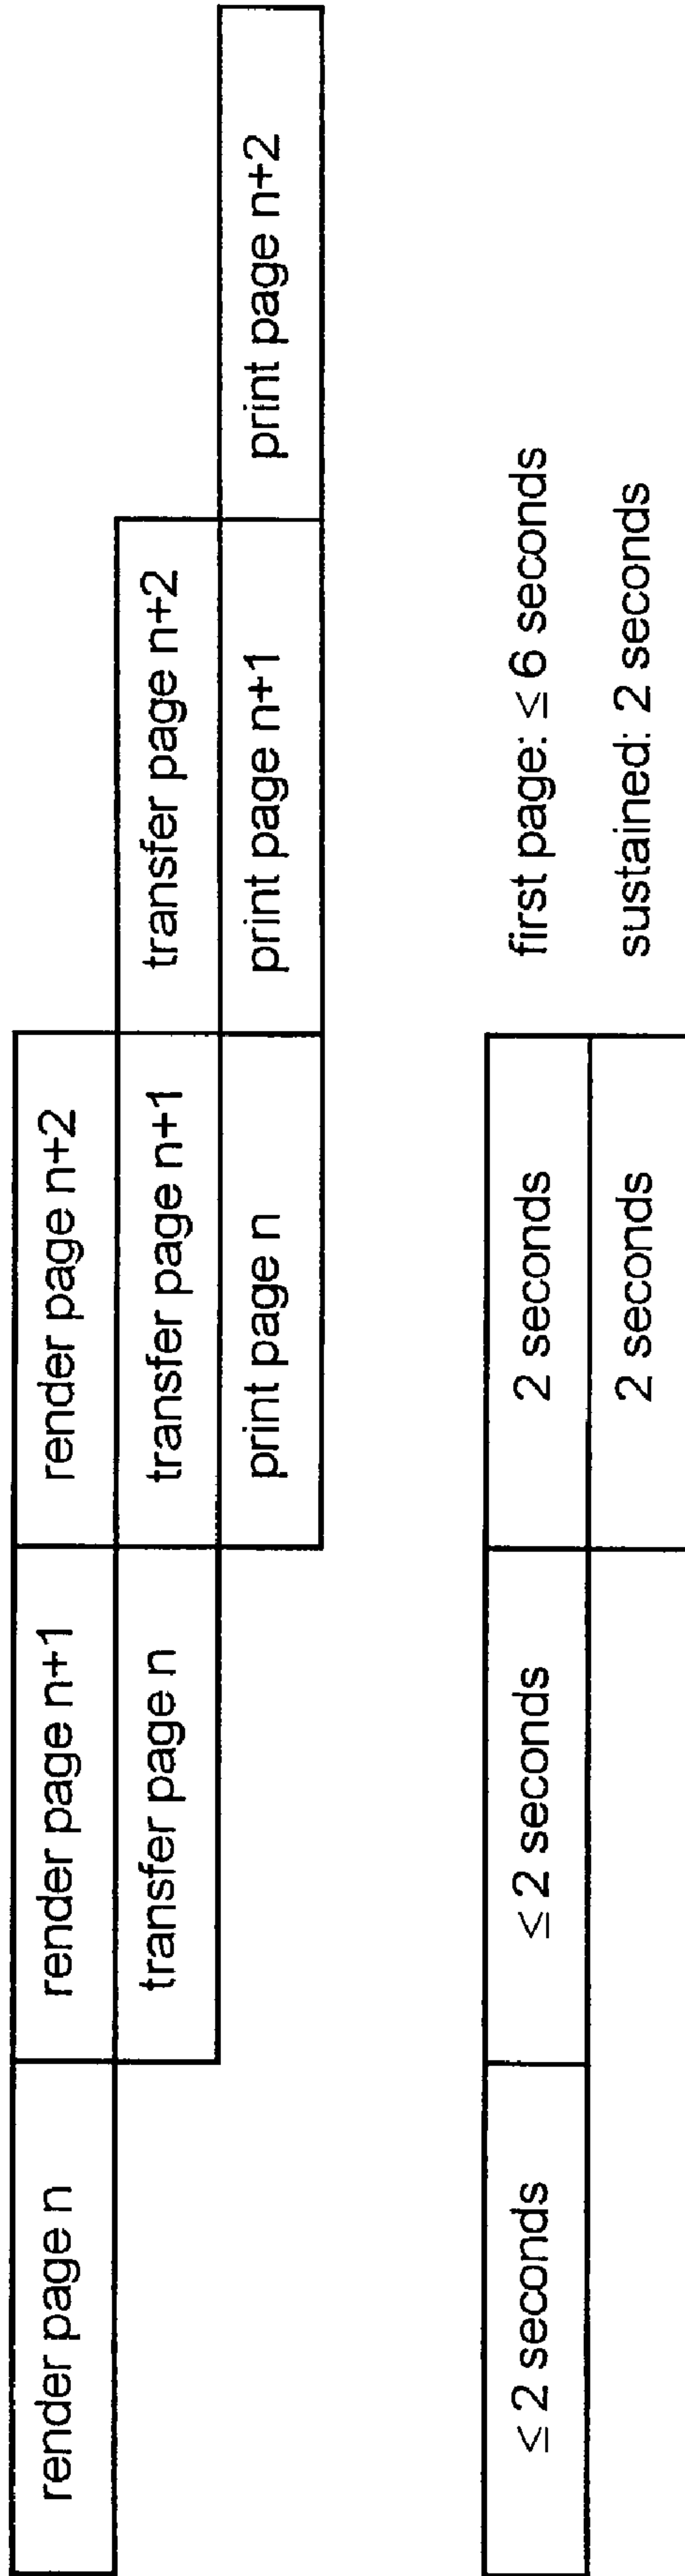 render page n
render page n+1
render page n+2
transfer page n
transfer page n+1
transfer page n+2
print page n
print page n+1
print page n+2
≤ 2 seconds
≤ 2 seconds
2 seconds
first page: ≤ 6 seconds
2 seconds
sustained: 2 seconds